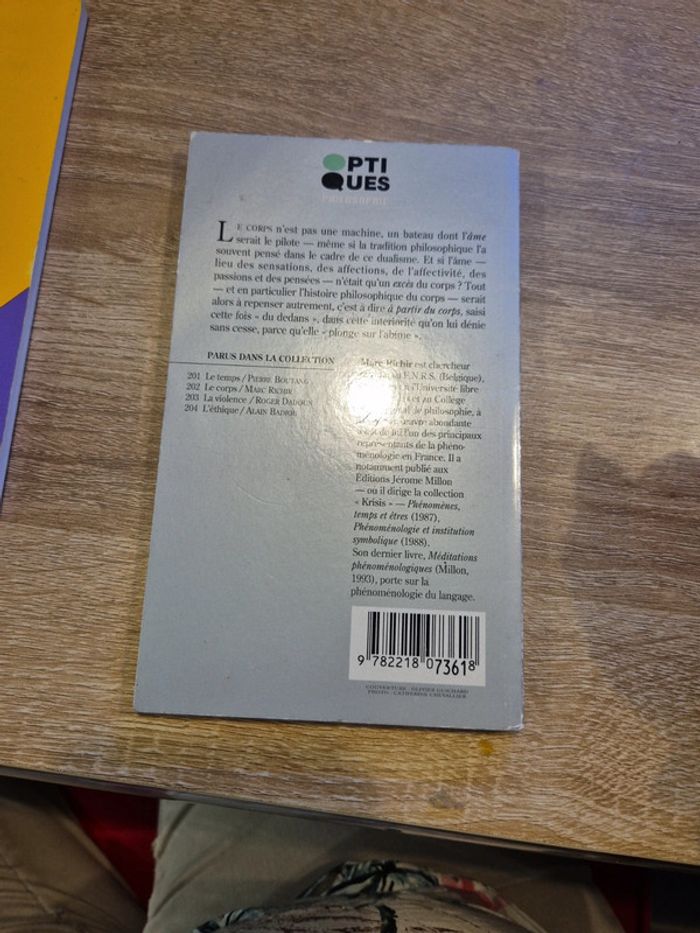 OPTI
QUES
PHILOSOPHIE
LE CORPS n'est pas une machine, un bateau dont l'âme
serait le pilote — même si la tradition philosophique l'a
souvent pensé dans le cadre de ce dualisme. Et si l'âme —
lieu des sensations, des affections, de l'affectivité, des
passions et des pensées — n'était qu'un excès du corps ? Tout
— et en particulier l'histoire philosophique du corps — serait
alors à repenser autrement, c'est à dire à partir du corps, saisi
cette fois « du dedans », dans cette intériorité qu'on lui dénie
sans cesse, parce qu'elle « plonge sur l'abîme ».
PARUS DANS LA COLLECTION
201 Le temps / PIERRE BOUTANG
202 Le corps / MARC RICHIR
203 La violence / ROGER DADOUN
204 L'éthique / ALAIN BADIOU
Marc Richir est chercheur
F.N.R.S. (Belgique),
l'Université libre
et au Collège
de philosophie, à
œuvre abondante
l'un des principaux
représentants de la phéno-
ménologie en France. Il a
notamment publié aux
Éditions Jérôme Millon
— où il dirige la collection
« Krisis » — Phénomènes,
temps et êtres (1987),
Phénoménologie et institution
symbolique (1988).
Son dernier livre, Méditations
phénoménologiques (Millon,
1993), porte sur la
phénoménologie du langage.
9 782218 073618
COUVERTURE : OLIVIER GUICHARD
PHOTO : CATHERINE CHEVALLIER